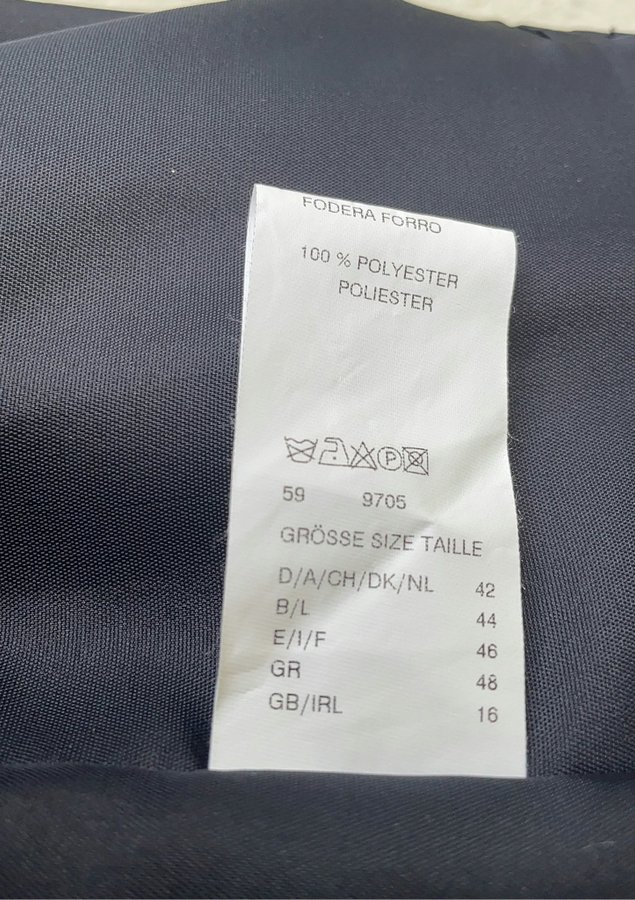 FODERA FORRO
100 % POLYESTER
POLIESTER
P
59 9705
GRÖSSE SIZE TAILLE
D/A/CH/DK/NL 42
B/L 44
E/I/F 46
GR 48
GB/IRL 16